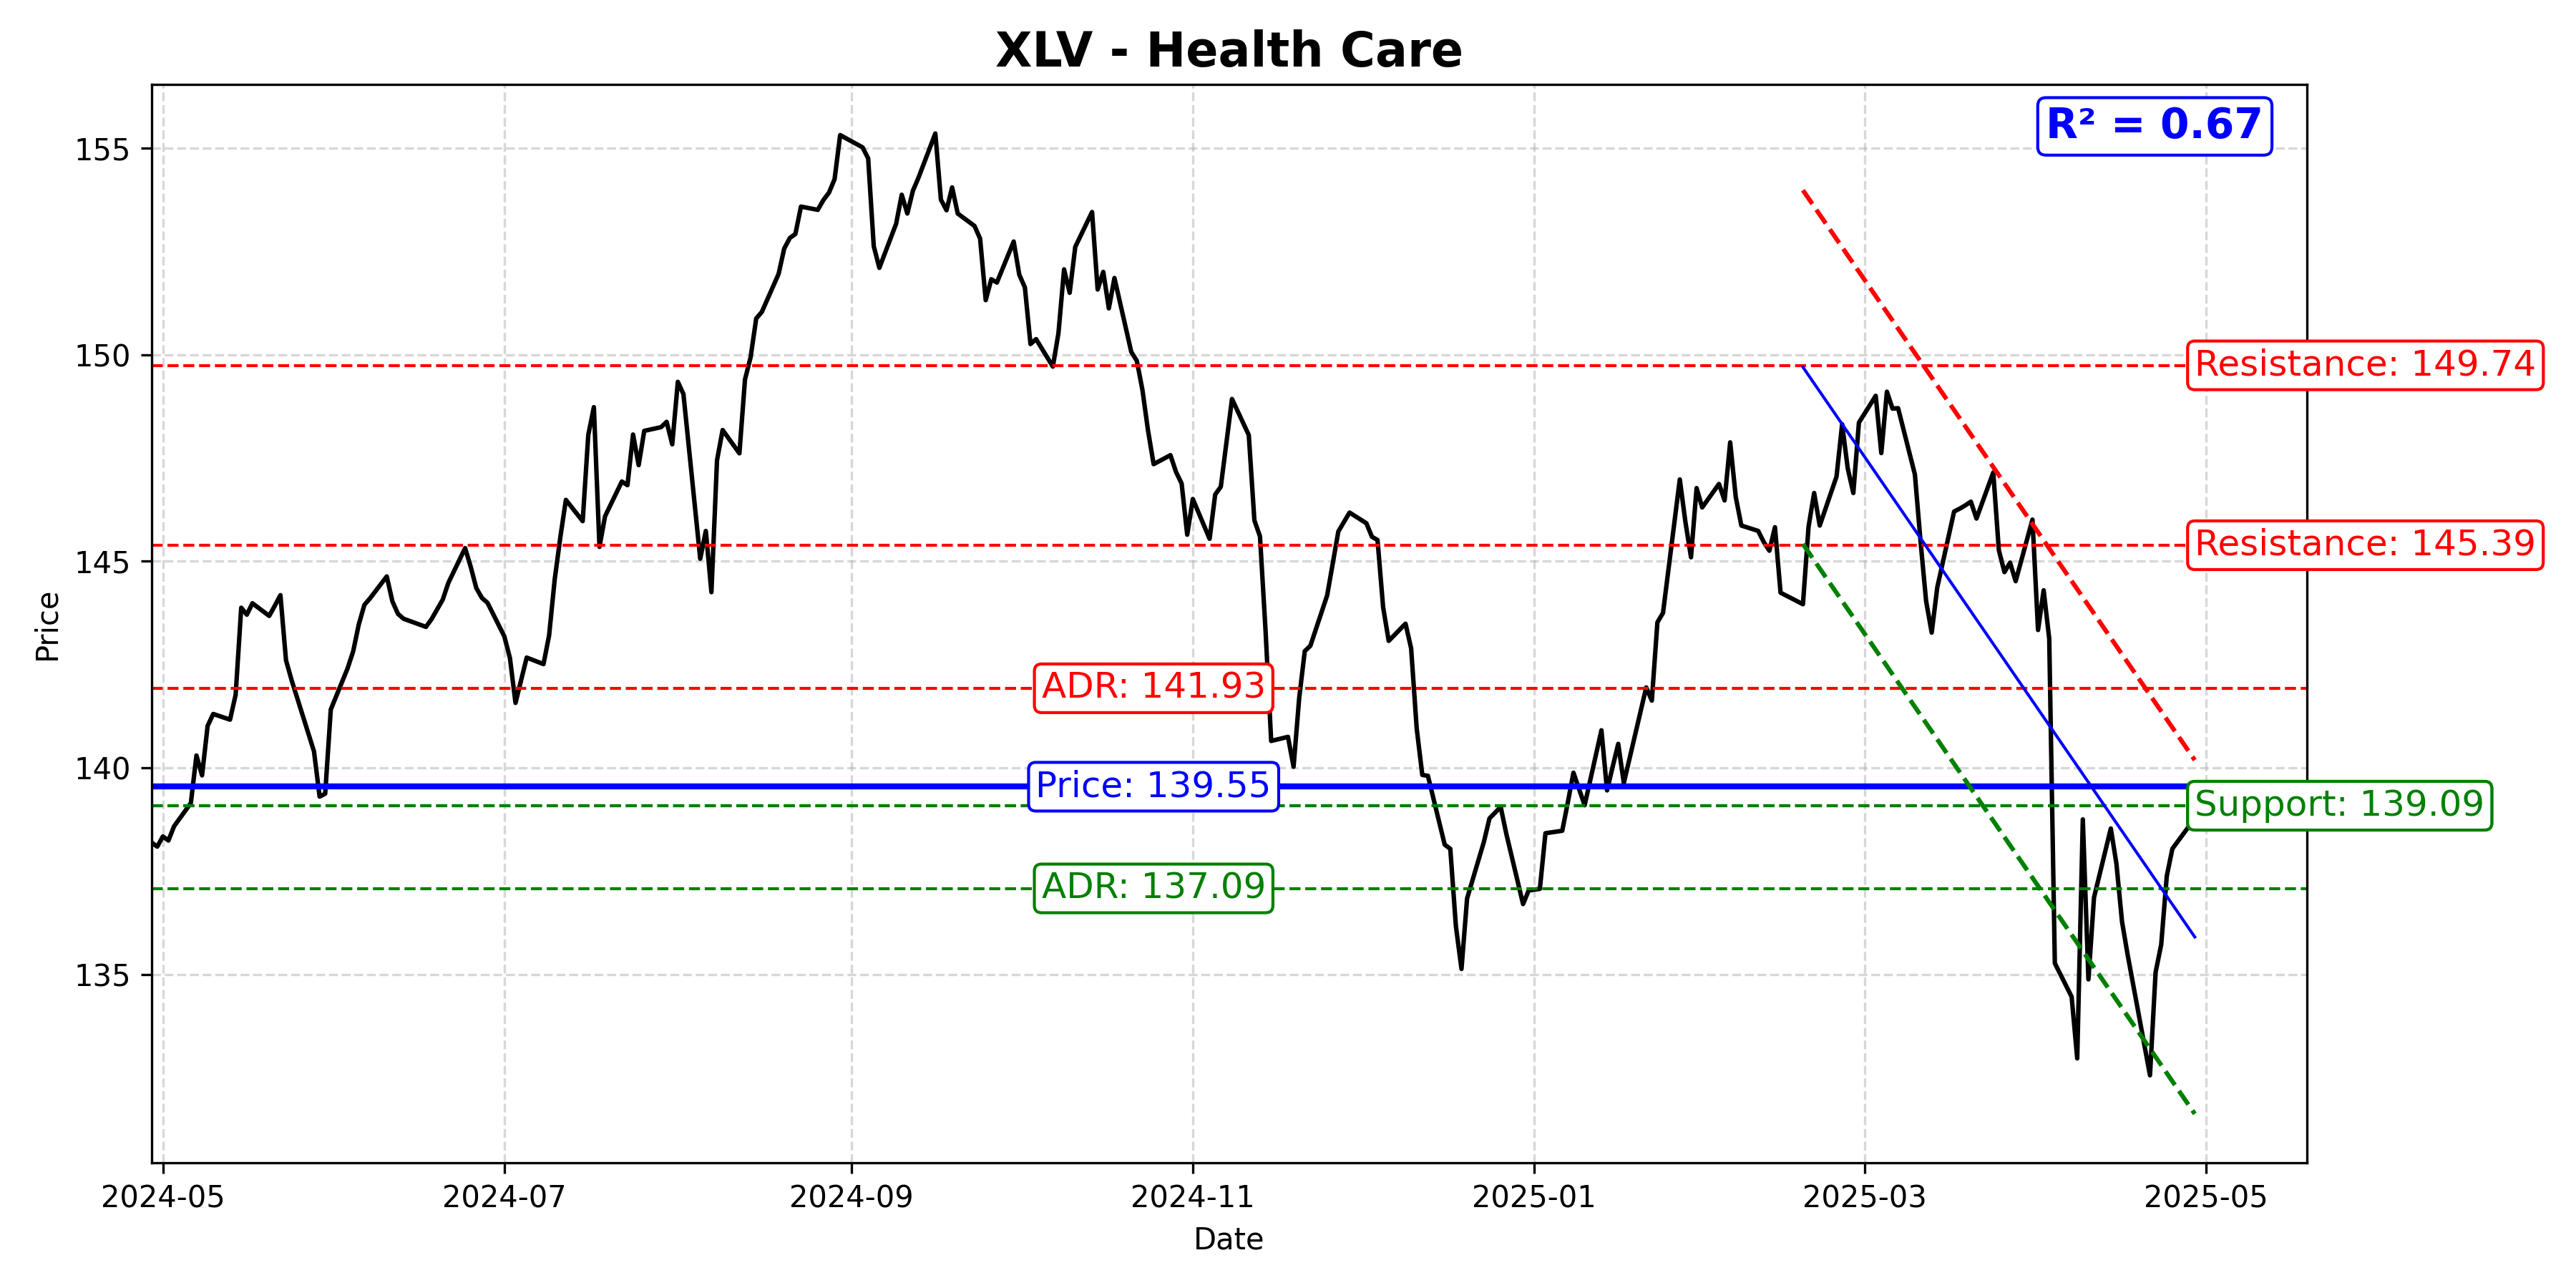 XLV - Health Care
R² = 0.67
155
150
145
140
135
Price
Resistance: 149.74
Resistance: 145.39
ADR: 141.93
Price: 139.55
Support: 139.09
ADR: 137.09
2024-05
2024-07
2024-09
2024-11
2025-01
2025-03
2025-05
Date